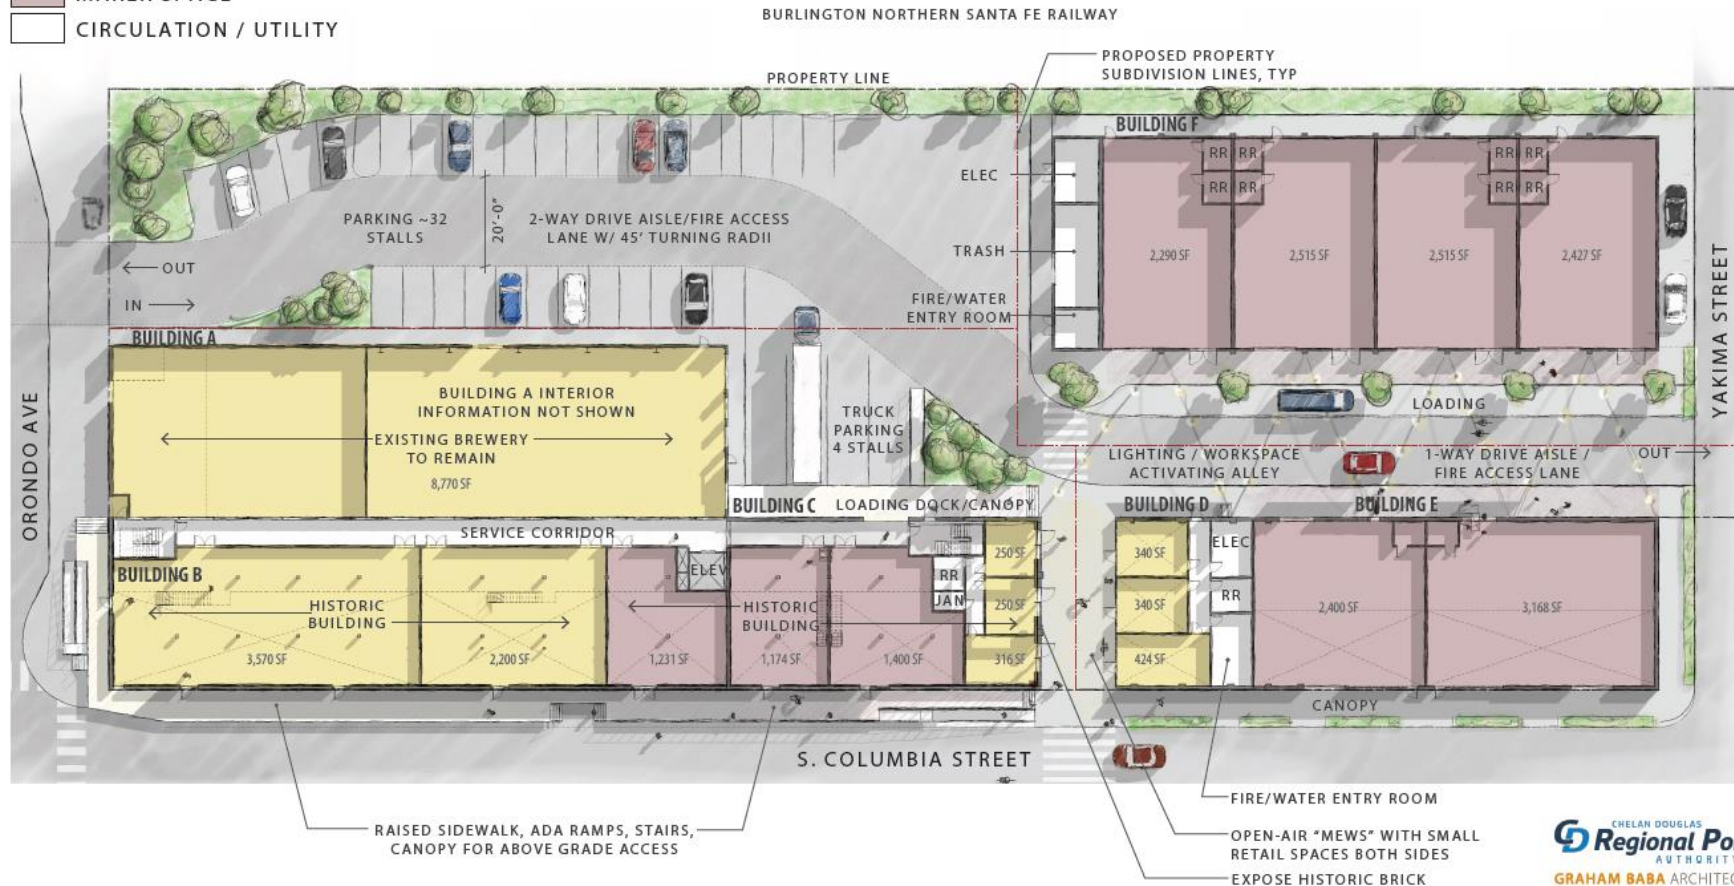 BURLINGTON NORTHERN SANTA FE RAILWAY
CIRCULATION / UTILITY
PROPOSED PROPERTY
SUBDIVISION LINES, TYP
PROPERTY LINE
BUILDING F
RR RR
RR RR
RR RR
RR RR
ELEC
TRASH
FIRE/WATER
ENTRY ROOM
2,290 SF
2,515 SF
2,515 SF
2,427 SF
PARKING ~32
STALLS
20'-0"
2-WAY DRIVE AISLE/FIRE ACCESS
LANE W/ 45' TURNING RADII
OUT
IN
YAKIMA STREET
ORONDO AVE
BUILDING A
BUILDING A INTERIOR
INFORMATION NOT SHOWN
EXISTING BREWERY
TO REMAIN
8,770 SF
TRUCK
PARKING
4 STALLS
LOADING
LIGHTING / WORKSPACE
ACTIVATING ALLEY
1-WAY DRIVE AISLE /
FIRE ACCESS LANE
OUT
BUILDING C
LOADING DOCK/CANOPY
BUILDING D
BUILDING E
SERVICE CORRIDOR
BUILDING B
HISTORIC
BUILDING
3,570 SF
2,200 SF
ELEV
HISTORIC
BUILDING
1,231 SF
1,174 SF
1,400 SF
RR
JAN
250 SF
250 SF
316 SF
340 SF
340 SF
424 SF
ELEC
RR
2,400 SF
3,168 SF
CANOPY
S. COLUMBIA STREET
RAISED SIDEWALK, ADA RAMPS, STAIRS,
CANOPY FOR ABOVE GRADE ACCESS
FIRE/WATER ENTRY ROOM
OPEN-AIR "MEWS" WITH SMALL
RETAIL SPACES BOTH SIDES
EXPOSE HISTORIC BRICK
CHELAN DOUGLAS
Regional Po
AUTHORIT
GRAHAM BABA ARCHITEC